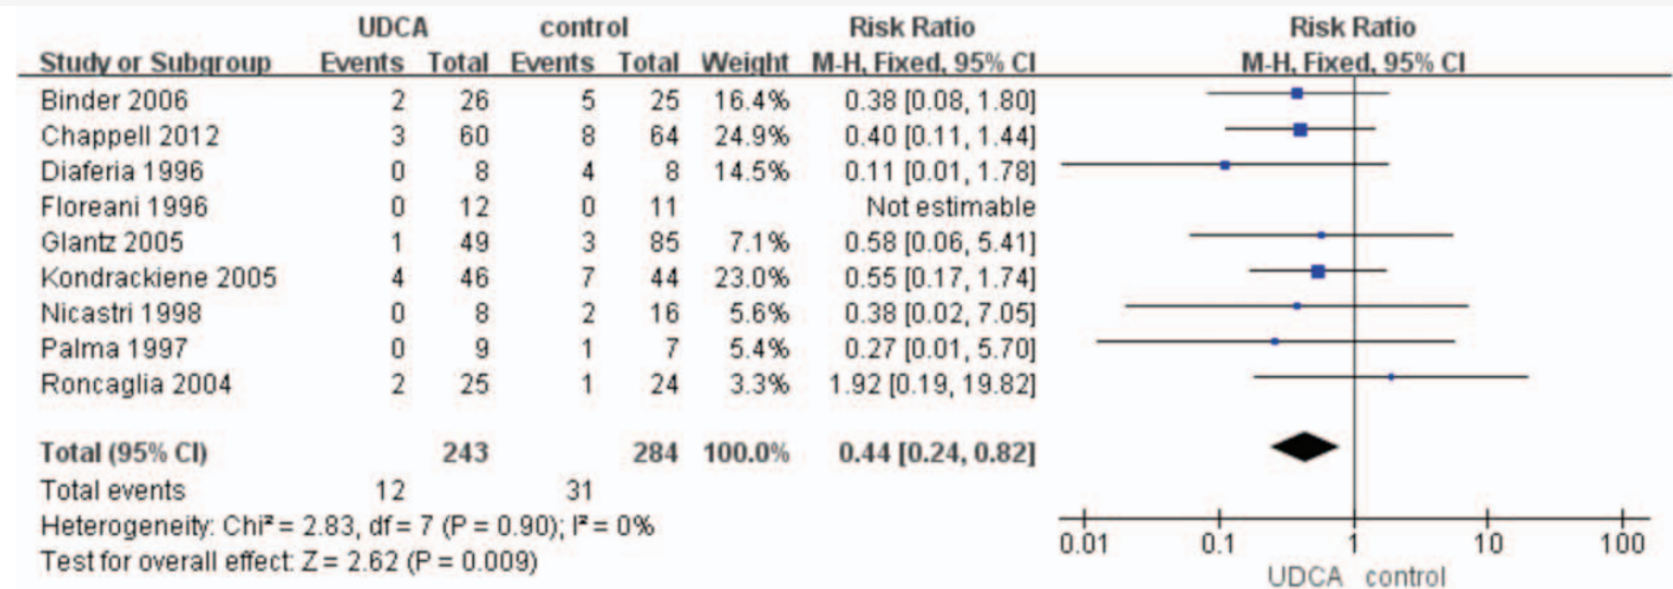 UDCA control Risk Ratio Risk Ratio
Study or Subgroup Events Total Events Total Weight M-H, Fixed, 95% CI M-H, Fixed, 95% CI
Binder 2006 2 26 5 25 16.4% 0.38 [0.08, 1.80]
Chappell 2012 3 60 8 64 24.9% 0.40 [0.11, 1.44]
Diaferia 1996 0 8 4 8 14.5% 0.11 [0.01, 1.78]
Floreani 1996 0 12 0 11 Not estimable
Glantz 2005 1 49 3 85 7.1% 0.58 [0.06, 5.41]
Kondrackiene 2005 4 46 7 44 23.0% 0.55 [0.17, 1.74]
Nicastri 1998 0 8 2 16 5.6% 0.38 [0.02, 7.05]
Palma 1997 0 9 1 7 5.4% 0.27 [0.01, 5.70]
Roncaglia 2004 2 25 1 24 3.3% 1.92 [0.19, 19.82]
Total (95% CI) 243 284 100.0% 0.44 [0.24, 0.82]
Total events 12 31
Heterogeneity: Chi² = 2.83, df = 7 (P = 0.90); I² = 0%
Test for overall effect: Z = 2.62 (P = 0.009)
0.01 0.1 1 10 100
UDCA control